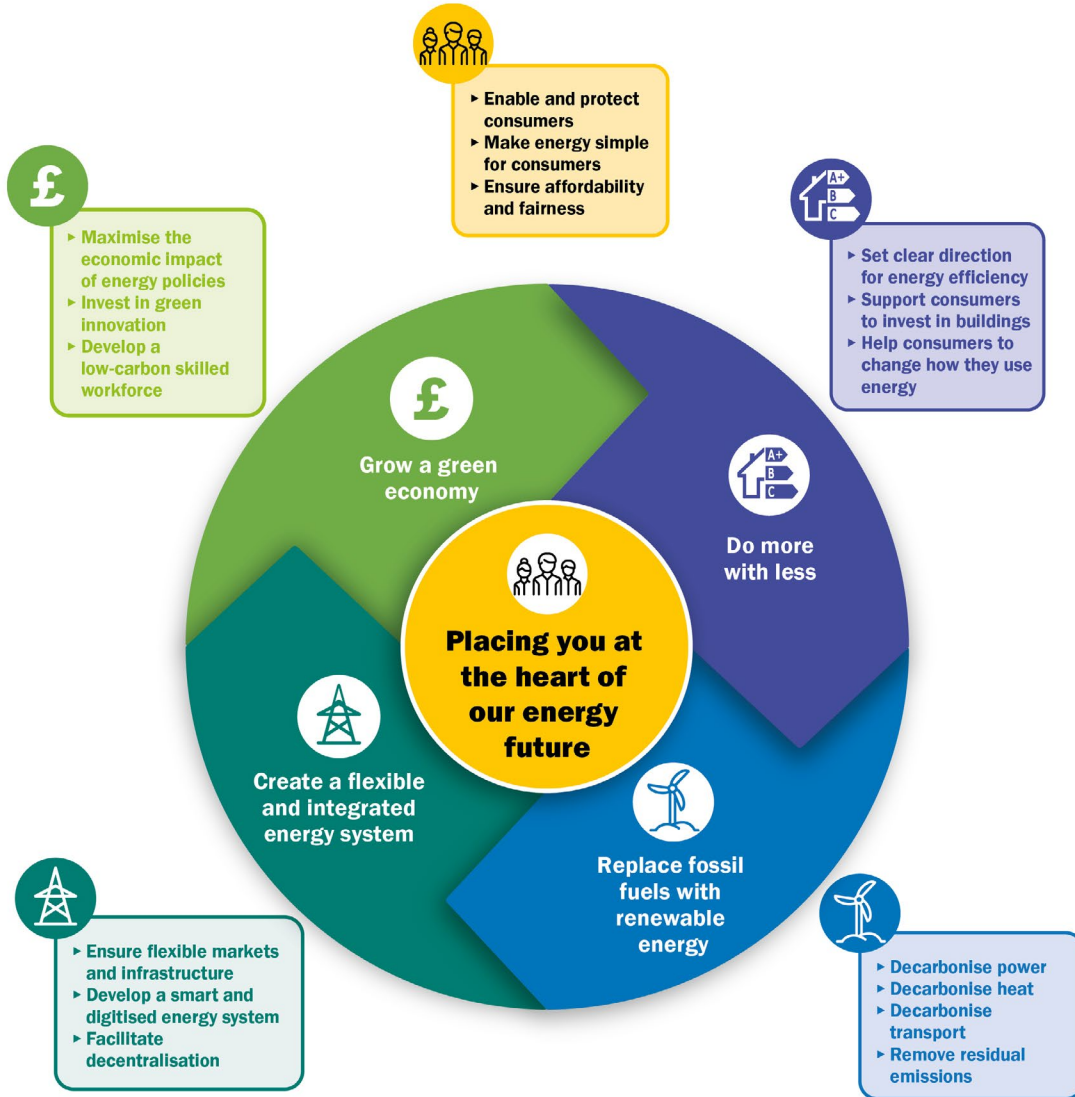 ▸ Enable and protect
consumers
▸ Make energy simple
for consumers
▸ Ensure affordability
and fairness
£
▸ Maximise the
economic impact
of energy policies
▸ Invest in green
innovation
▸ Develop a
low-carbon skilled
workforce
A+
B
C
▸ Set clear direction
for energy efficiency
▸ Support consumers
to invest in buildings
▸ Help consumers to
change how they use
energy
£
Grow a green
economy
A+
B
C
Do more
with less
Placing you at
the heart of
our energy
future
Create a flexible
and integrated
energy system
Replace fossil
fuels with
renewable
energy
▸ Ensure flexible markets
and infrastructure
▸ Develop a smart and
digitised energy system
▸ Facilitate
decentralisation
▸ Decarbonise power
▸ Decarbonise heat
▸ Decarbonise
transport
▸ Remove residual
emissions